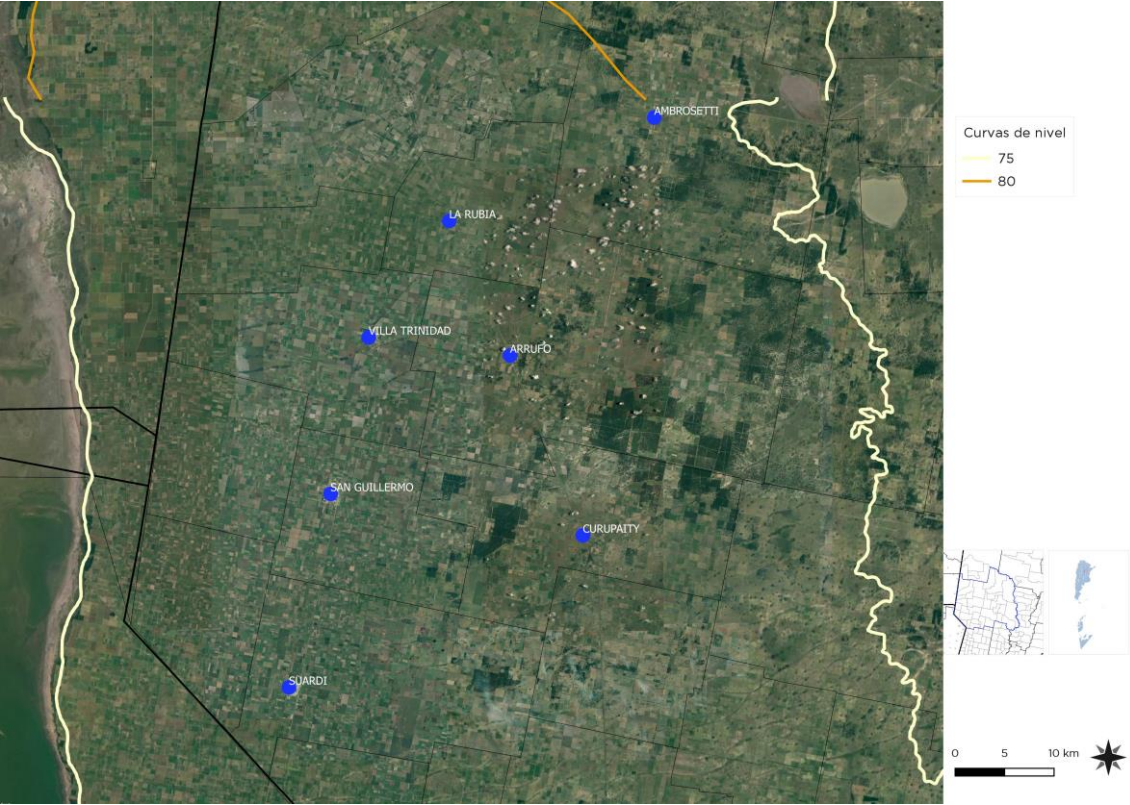 AMBROSETTI
Curvas de nivel
75
80
LA RUBIA
VILLA TRINIDAD
ARRUFO
SAN GUILLERMO
CURUPAITY
SUARDI
0 5 10 km